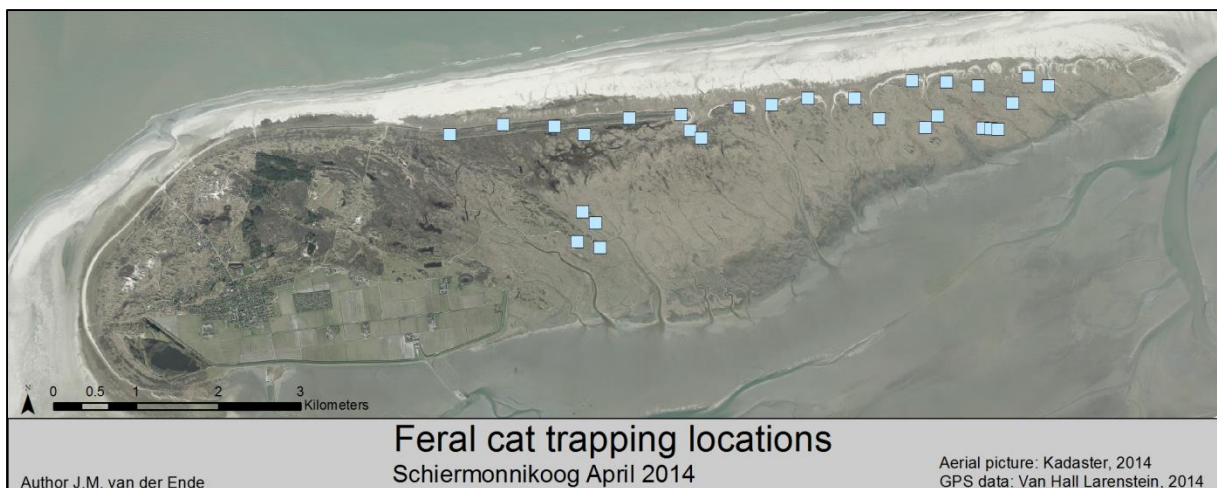 N
0 0.5 1 2 3
Kilometers
Feral cat trapping locations
Schiermonnikoog April 2014
Author J.M. van der Ende
Aerial picture: Kadaster, 2014
GPS data: Van Hall Larenstein, 2014